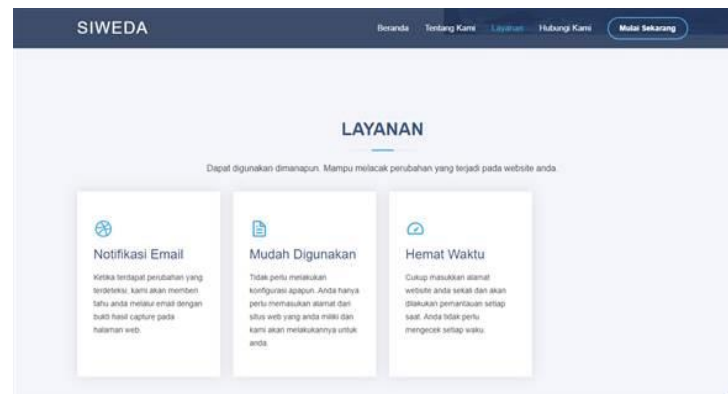 SIWEDA
Beranda Tentang Kami Layanan Hubungi Kami Mulai Sekarang
LAYANAN
Dapat digunakan dimanapun. Mampu melacak perubahan yang terjadi pada website anda.
Notifikasi Email
Ketika terdapat perubahan yang
terdeteksi, kami akan memberi
tahu anda melalui email dengan
bukti hasil capture pada
halaman web.
Mudah Digunakan
Tidak perlu melakukan
konfigurasi apapun. Anda hanya
perlu memasukan alamat dari
situs web yang anda miliki dan
kami akan melakukannya untuk
anda.
Hemat Waktu
Cukup masukkan alamat
website anda sekali dan akan
dilakukan pemantauan setiap
saat. Anda tidak perlu
mengecek setiap waku.